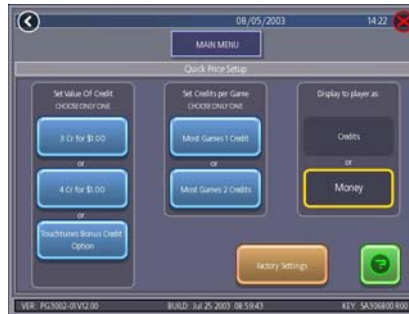 08/05/2003 14:22
MAIN MENU
Quick Price Setup
Set Value Of Credit
CHOOSE ONLY ONE
3 Cr for $1.00
or
4 Cr for $1.00
or
Touchtunes Bonus Credit
Option
Set Credits per Game
CHOOSE ONLY ONE
Most Games 1 Credit
or
Most Games 2 Credits
Display to player as:
Credits
or
Money
Factory Settings
?
VER: PG3002-01V12.00 BUILD: Jul 25 2003 08:59:43 KEY: SA306800 R00